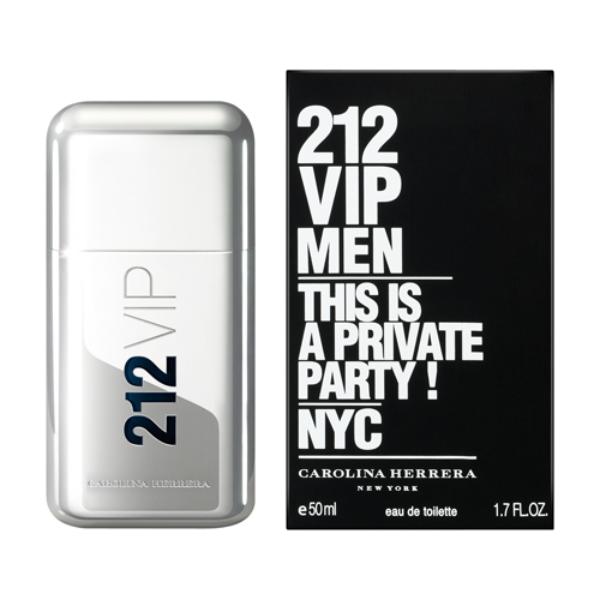 212 VIP
CAROLINA HERRERA
212
VIP
MEN
THIS IS
A PRIVATE
PARTY !
NYC
CAROLINA HERRERA
NEW YORK
e50ml eau de toilette 1.7 FL.OZ.